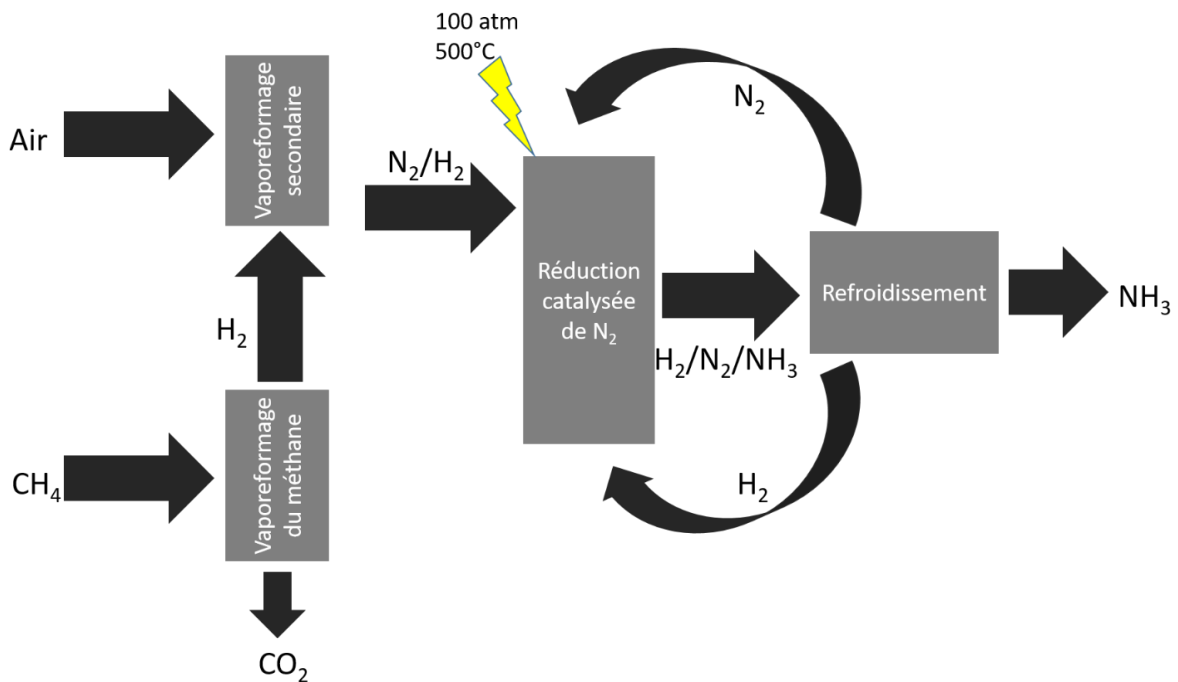 100 atm
500°C
Air
Vaporeformage
secondaire
N₂/H₂
N₂
Réduction
catalysée
de N₂
Refroidissement
NH₃
H₂/N₂/NH₃
H₂
H₂
CH₄
Vaporeformage
du méthane
CO₂